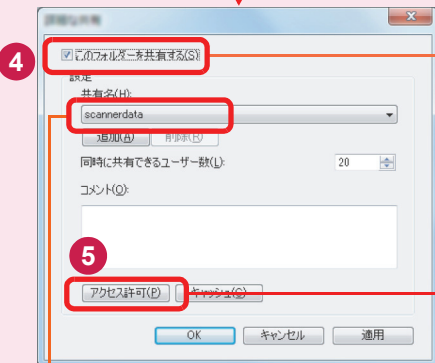 詳細な共有
4
このフォルダーを共有する(S)
設定
共有名(H):
scannerdata
追加(A) 削除(R)
同時に共有できるユーザー数(L): 20
コメント(O):
5
アクセス許可(P) キャッシュ(C)
OK キャンセル 適用